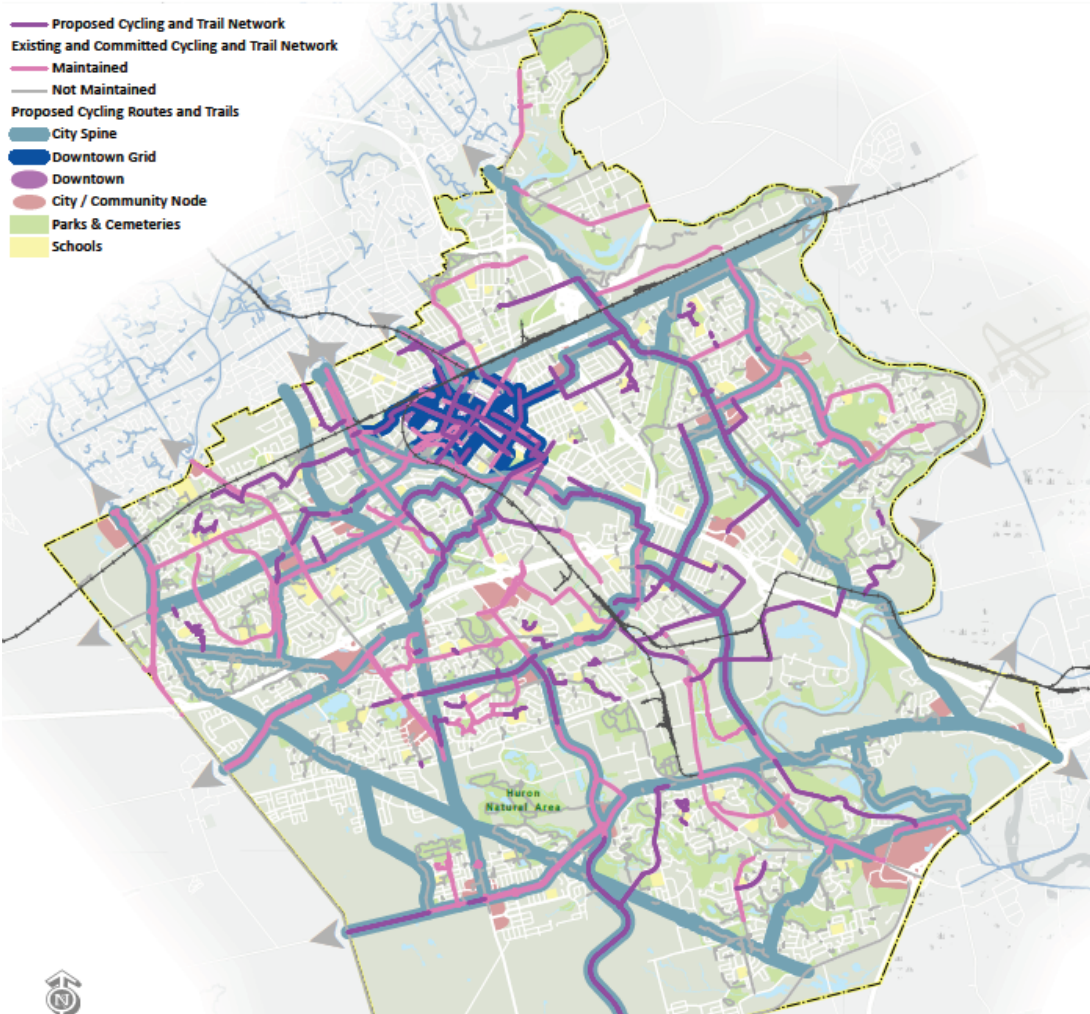 Proposed Cycling and Trail Network
Existing and Committed Cycling and Trail Network
Maintained
Not Maintained
Proposed Cycling Routes and Trails
City Spine
Downtown Grid
Downtown
City / Community Node
Parks & Cemeteries
Schools
Huron
Natural Area
N